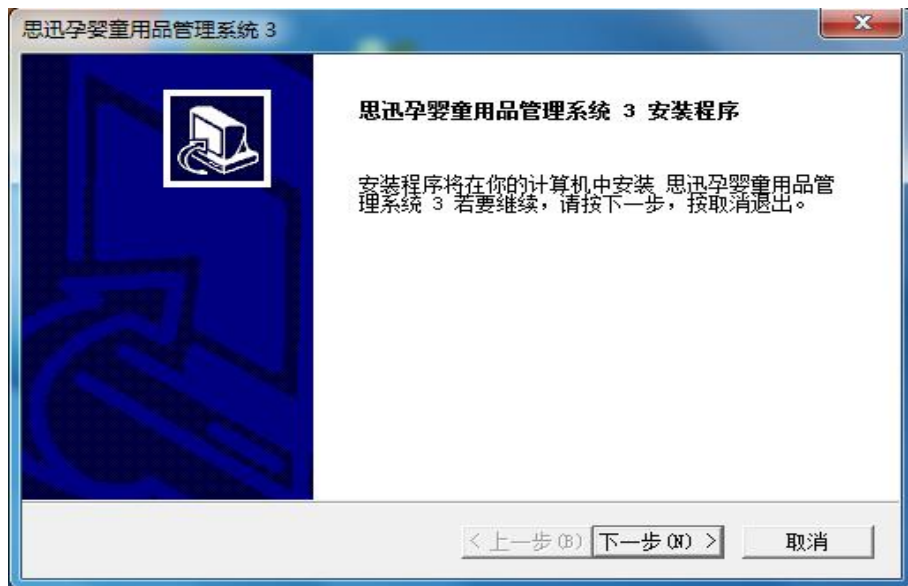 思迅孕婴童用品管理系统 3
思迅孕婴童用品管理系统 3 安装程序
安装程序将在你的计算机中安装 思迅孕婴童用品管
理系统 3 若要继续，请按下一步，按取消退出。
< 上一步(B) 下一步(N) > 取消